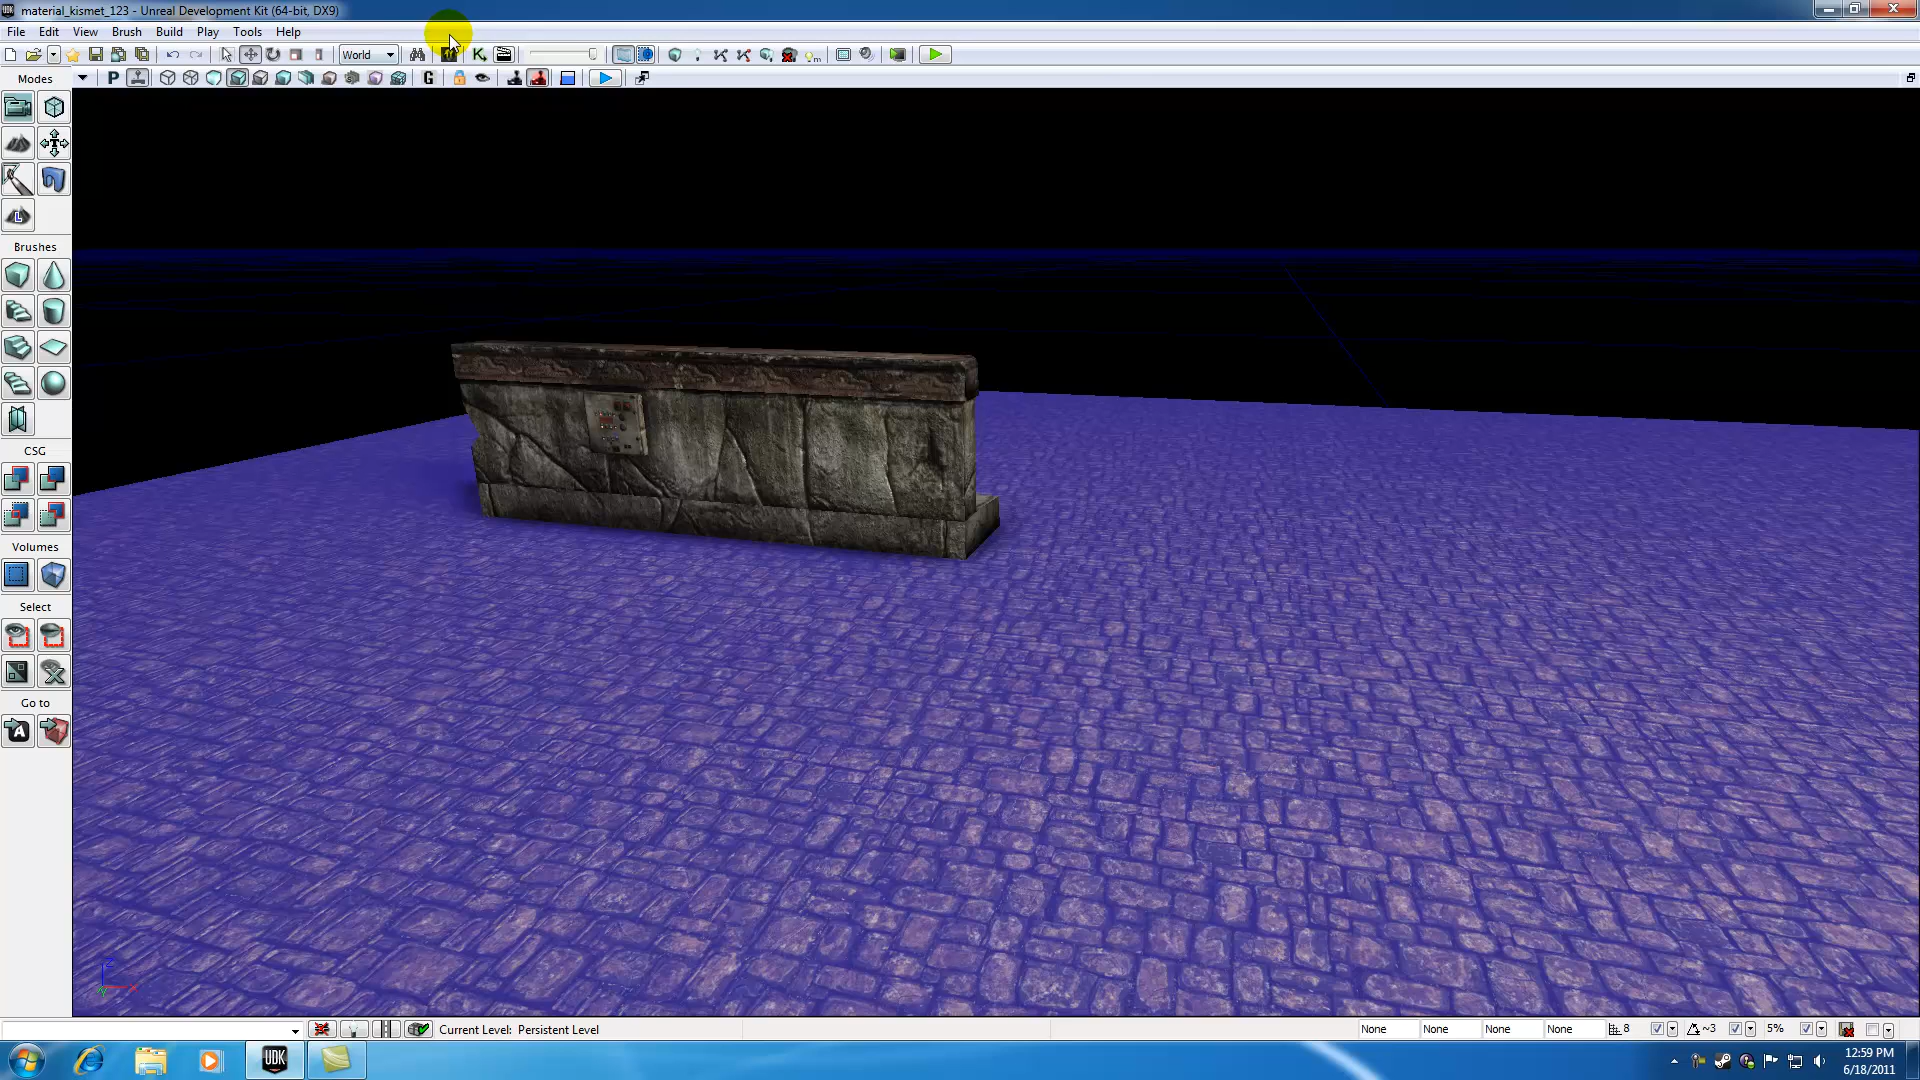 material_kismet_123 - Unreal Development Kit (64-bit, DX9)
File Edit View Brush Build Play Tools Help
World
Modes P G
Brushes
CSG
Volumes
Select
Go to
A
Z
X
Y
Current Level: Persistent Level None None None None 8 ~3 5%
UDK 12:59 PM
6/18/2011